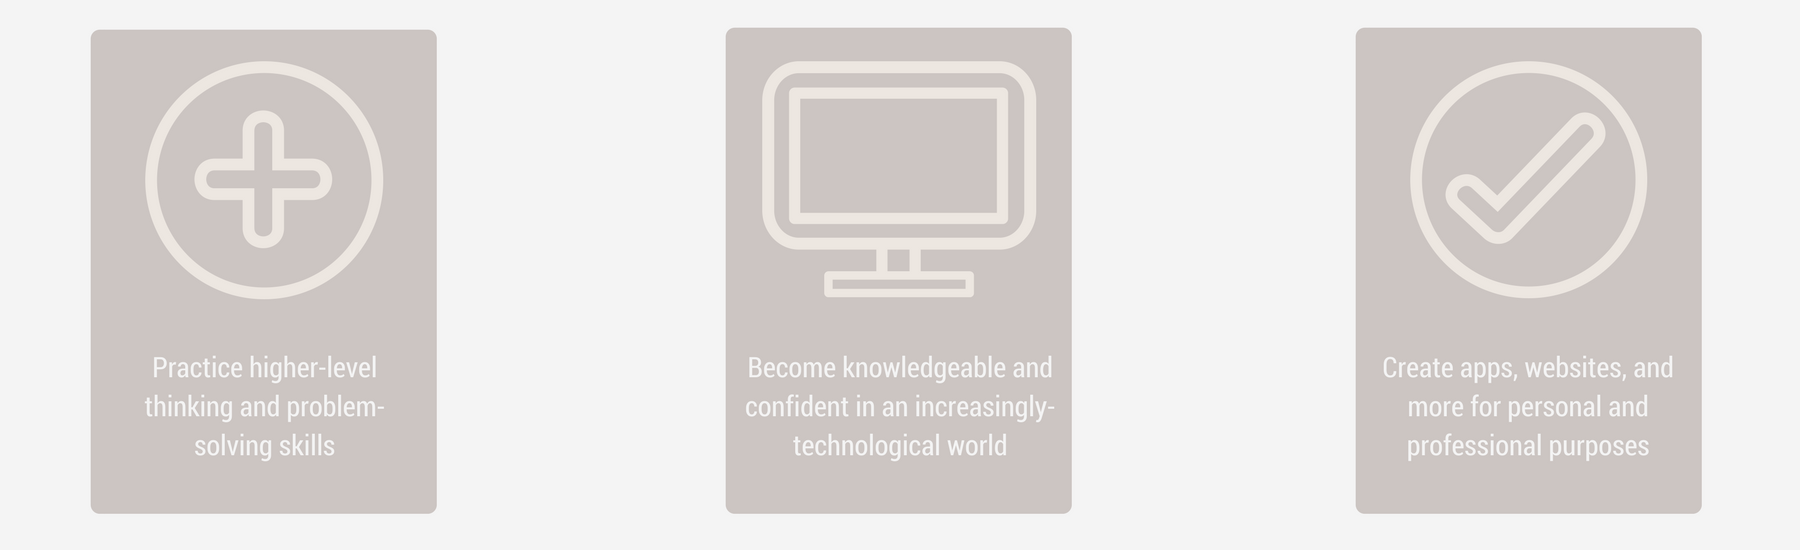 Practice higher-level
thinking and problem-
solving skills
Become knowledgeable and
confident in an increasingly-
technological world
Create apps, websites, and
more for personal and
professional purposes